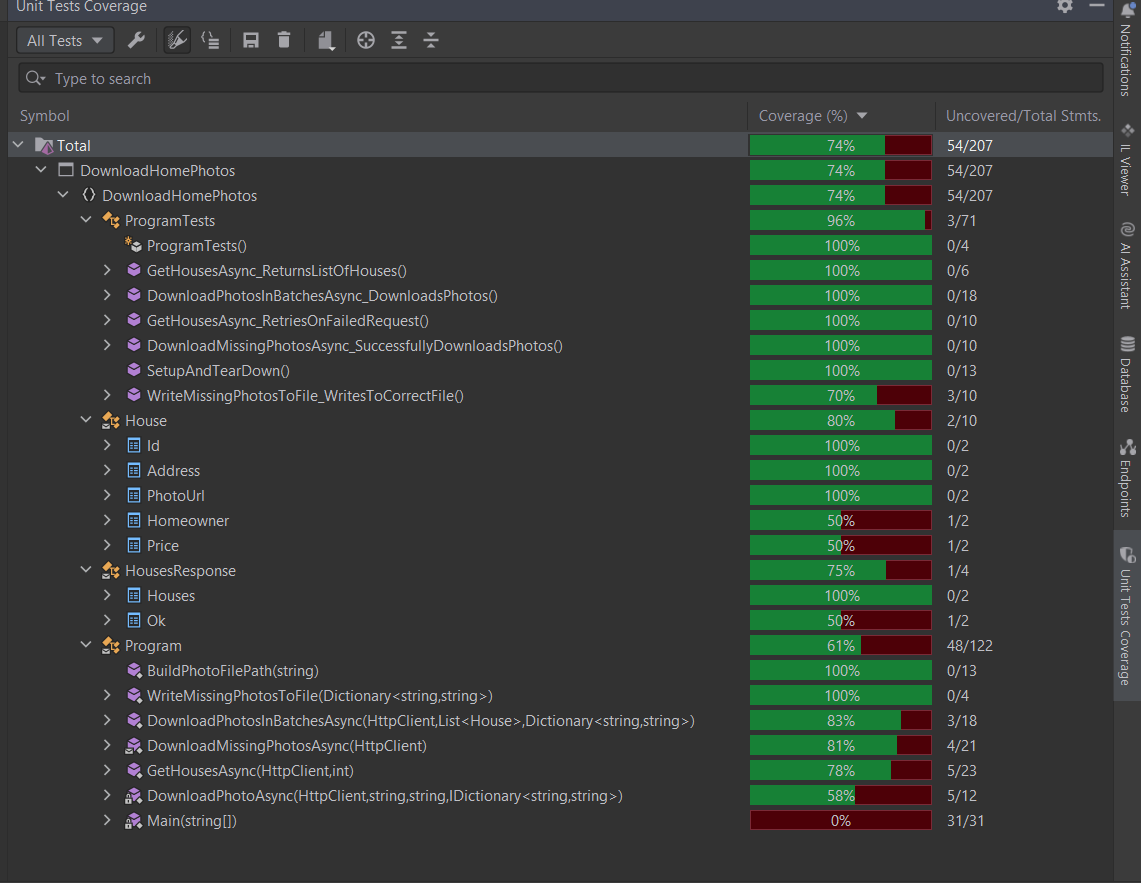 Unit Tests Coverage
All Tests
Type to search
Symbol Coverage (%) Uncovered/Total Stmts.
Total 74% 54/207
DownloadHomePhotos 74% 54/207
DownloadHomePhotos 74% 54/207
ProgramTests 96% 3/71
ProgramTests() 100% 0/4
GetHousesAsync_ReturnsListOfHouses() 100% 0/6
DownloadPhotosInBatchesAsync_DownloadsPhotos() 100% 0/18
GetHousesAsync_RetriesOnFailedRequest() 100% 0/10
DownloadMissingPhotosAsync_SuccessfullyDownloadsPhotos() 100% 0/10
SetupAndTearDown() 100% 0/13
WriteMissingPhotosToFile_WritesToCorrectFile() 70% 3/10
House 80% 2/10
Id 100% 0/2
Address 100% 0/2
PhotoUrl 100% 0/2
Homeowner 50% 1/2
Price 50% 1/2
HousesResponse 75% 1/4
Houses 100% 0/2
Ok 50% 1/2
Program 61% 48/122
BuildPhotoFilePath(string) 100% 0/13
WriteMissingPhotosToFile(Dictionary<string,string>) 100% 0/4
DownloadPhotosInBatchesAsync(HttpClient,List<House>,Dictionary<string,string>) 83% 3/18
DownloadMissingPhotosAsync(HttpClient) 81% 4/21
GetHousesAsync(HttpClient,int) 78% 5/23
DownloadPhotoAsync(HttpClient,string,string,IDictionary<string,string>) 58% 5/12
Main(string[]) 0% 31/31
Notifications
IL Viewer
AI Assistant
Database
Endpoints
Unit Tests Coverage